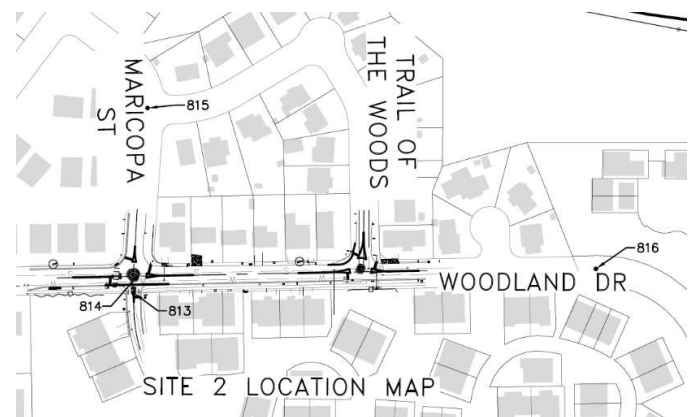 MARICOPA
ST
815
TRAIL OF
THE WOODS
816
WOODLAND DR
814
813
SITE 2 LOCATION MAP